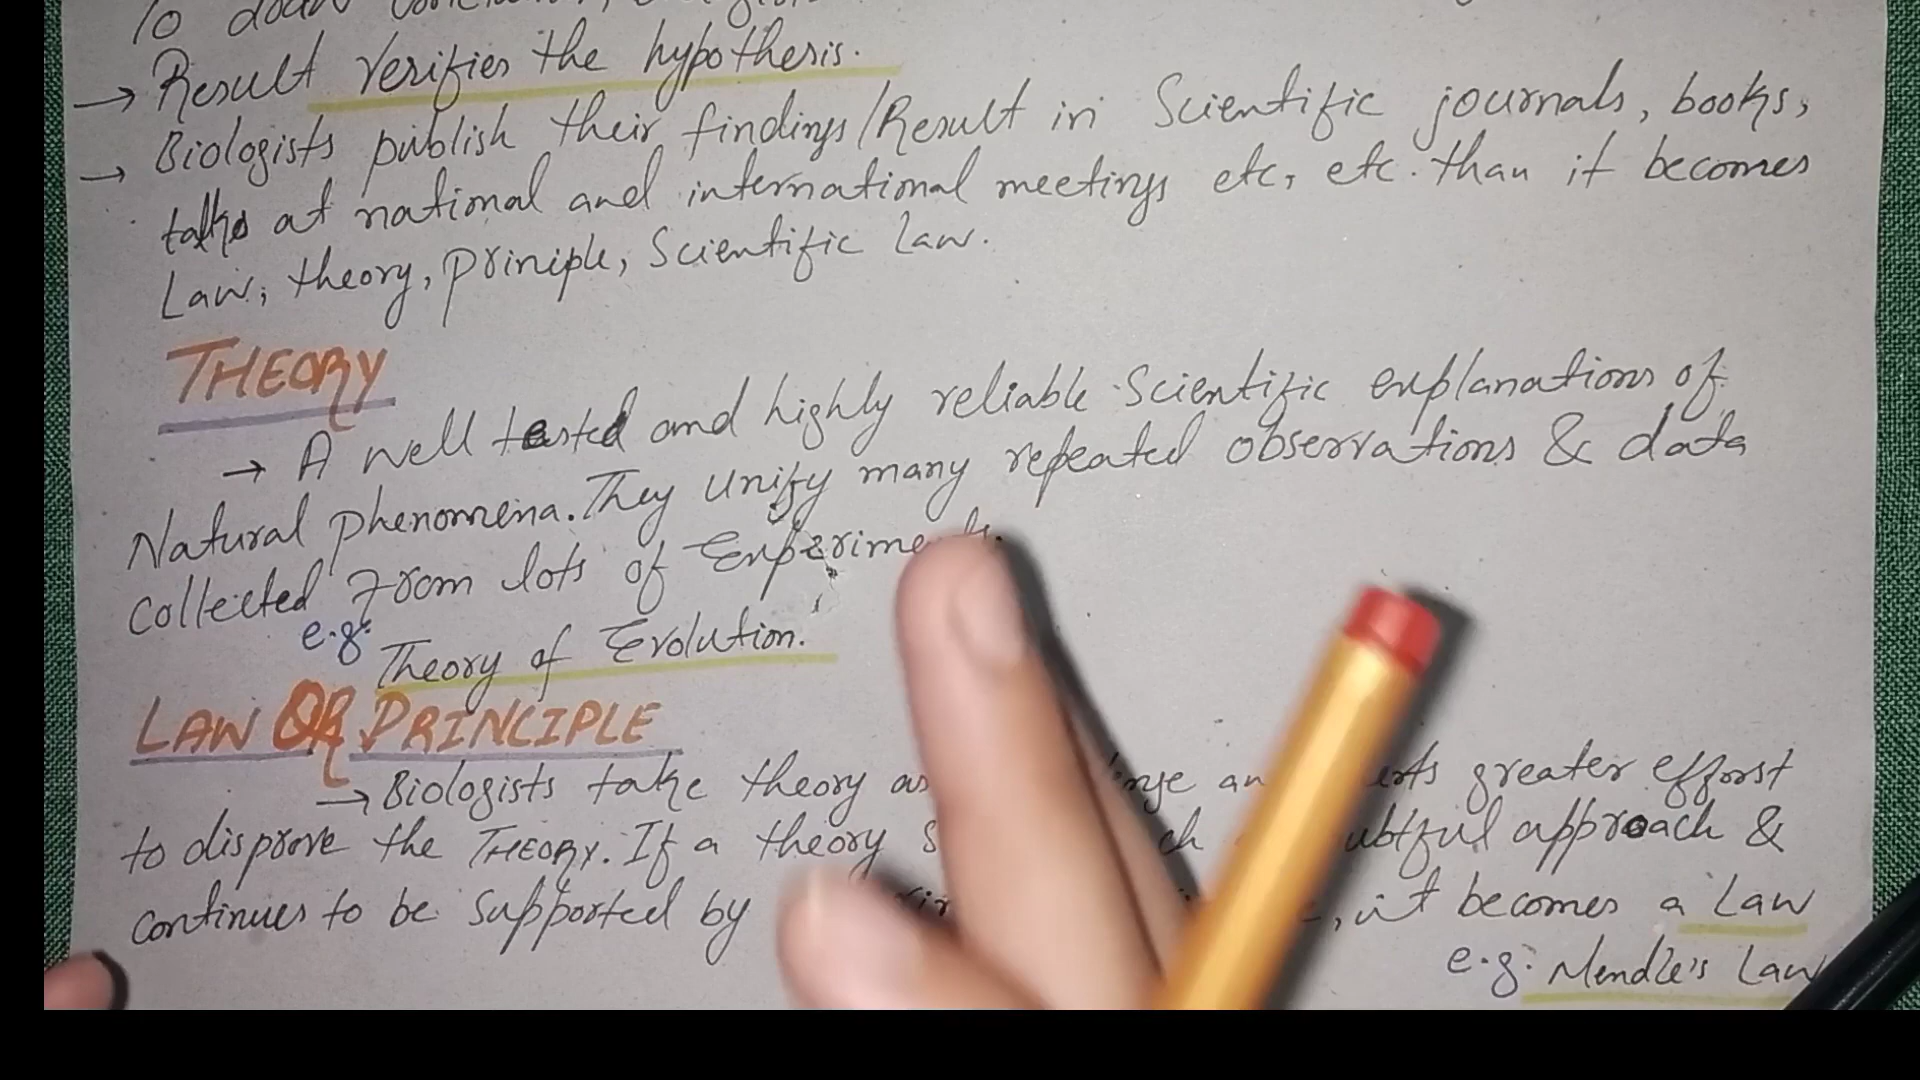 To
→ Result verifies the hypothesis.
→ Biologists publish their findings/Result in Scientific journals, books,
talks at national and international meetings etc, etc. than it becomes
Law, theory, priniple, Scientific law.
THEORY
→ A well tested and highly reliable Scientific explanations of
Natural phenomena. They unify many repeated observations & data
collected from lots of
e.g: Theory of Evolution.
LAW OR PRINCIPLE
→ Biologists take theory as greater effort
to disprove the THEORY. If a theory approach &
continues to be supported by , it becomes a Law
e.g: Mendle's Law